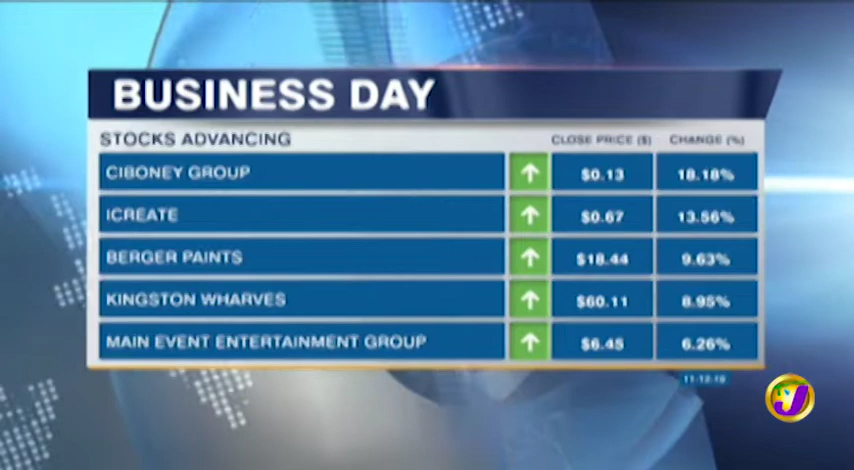 BUSINESS DAY
STOCKS ADVANCING CLOSE PRICE ($) CHANGE (%)
CIBONEY GROUP $0.13 18.18%
ICREATE $0.67 13.56%
BERGER PAINTS $18.44 9.63%
KINGSTON WHARVES $60.11 8.95%
MAIN EVENT ENTERTAINMENT GROUP $6.45 6.26%
J